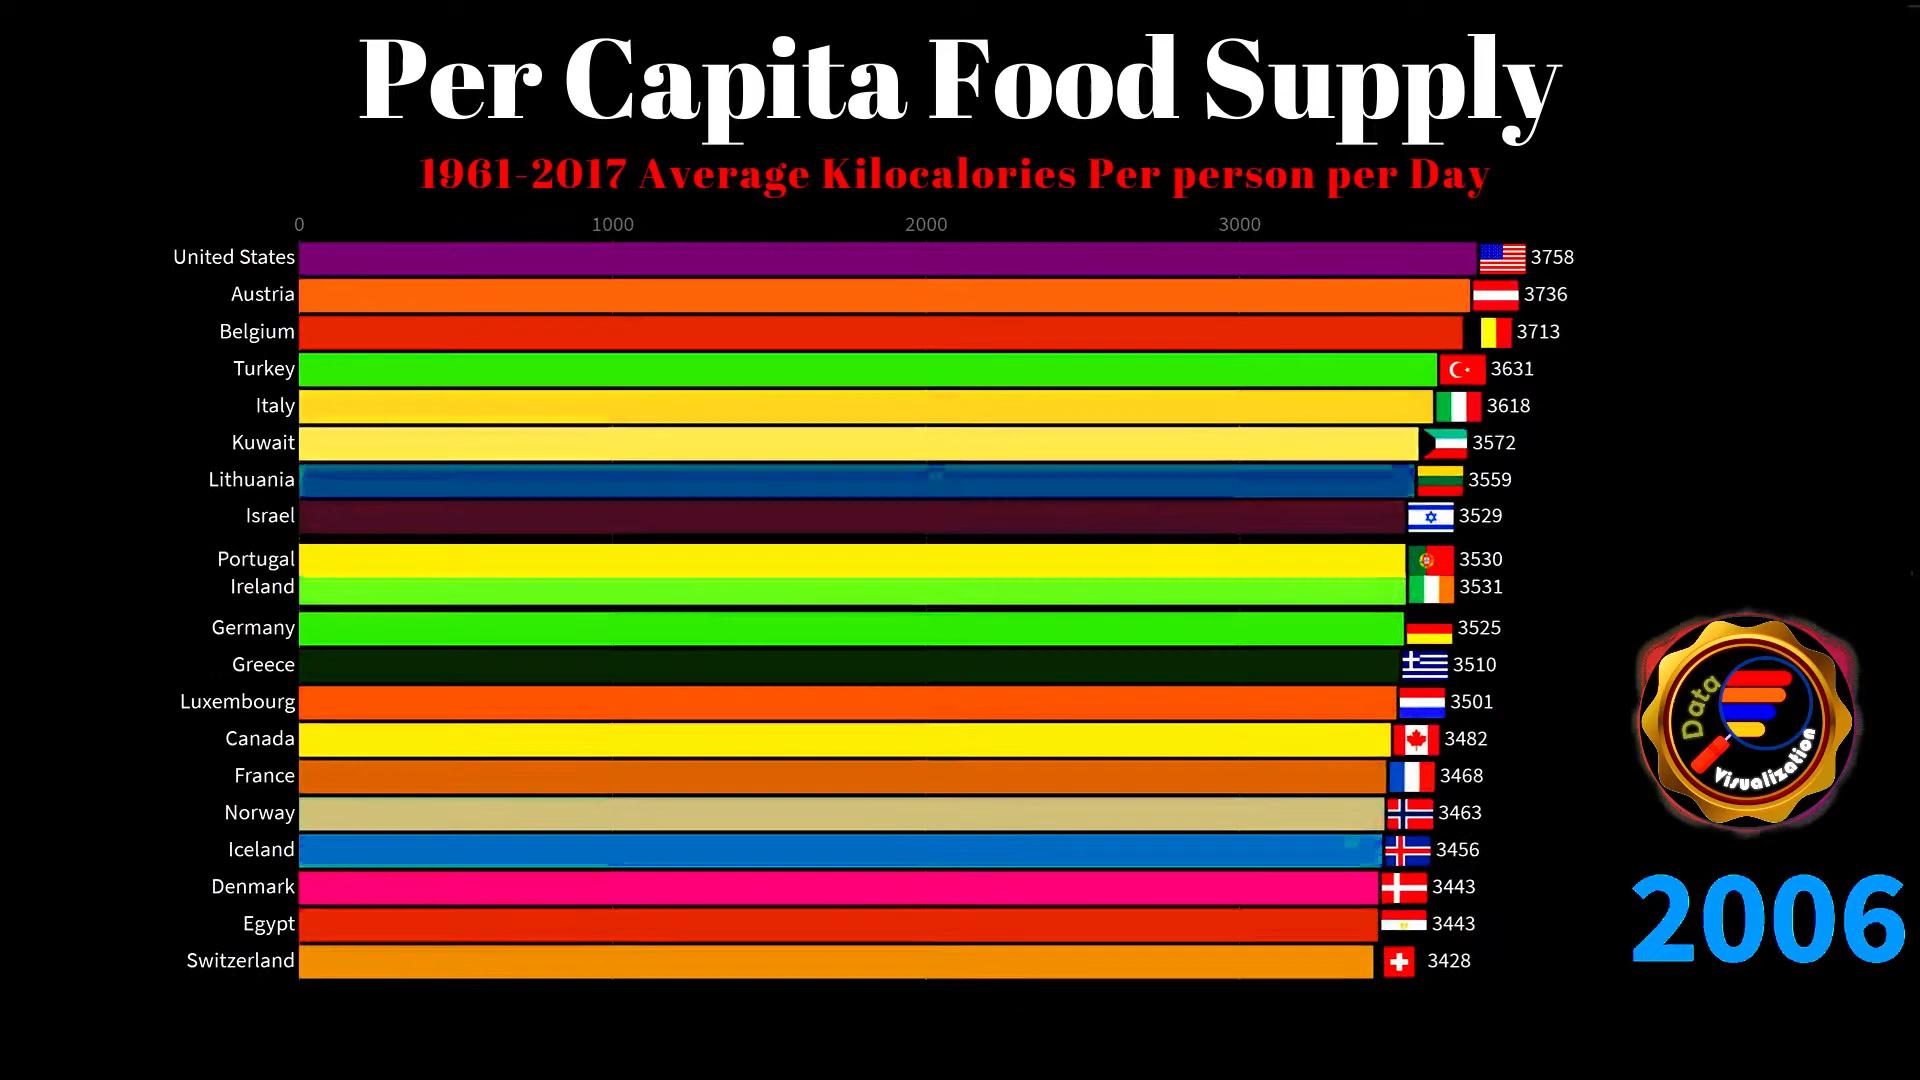 Per Capita Food Supply
1961-2017 Average Kilocalories Per person per Day
0 1000 2000 3000
United States 3758
Austria 3736
Belgium 3713
Turkey 3631
Italy 3618
Kuwait 3572
Lithuania 3559
Israel 3529
Portugal 3530
Ireland 3531
Germany 3525
Greece 3510
Luxembourg 3501
Canada 3482
France 3468
Norway 3463
Iceland 3456
Denmark 3443
Egypt 3443
Switzerland 3428
Data
Visualization
2006